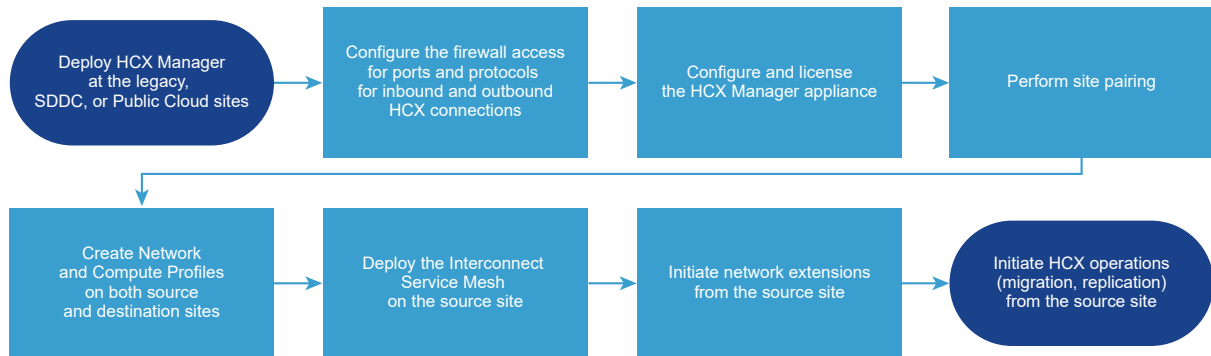 Deploy HCX Manager
at the legacy,
SDDC, or Public Cloud sites
Configure the firewall access
for ports and protocols
for inbound and outbound
HCX connections
Configure and license
the HCX Manager appliance
Perform site pairing
Create Network
and Compute Profiles
on both source
and destination sites
Deploy the Interconnect
Service Mesh
on the source site
Initiate network extensions
from the source site
Initiate HCX operations
(migration, replication)
from the source site